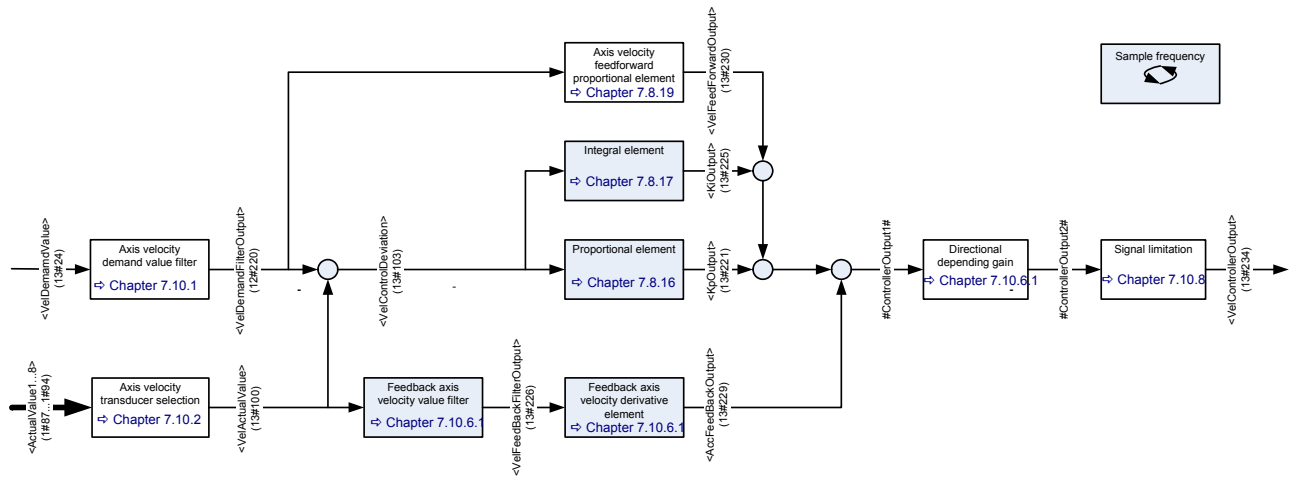 Axis velocity
feedforward
proportional element
⇨ Chapter 7.8.19
<VelFeedForwardOutput>
(13#230)
Sample frequency
Integral element
⇨ Chapter 7.8.17
<KiOutput>
(13#225)
<VelDemandValue>
(13#24)
Axis velocity
demand value filter
⇨ Chapter 7.10.1
<VelDemandFilterOutput>
(12#220)
-
<VelControlDeviation>
(13#103)
-
Proportional element
⇨ Chapter 7.8.16
<KpOutput>
(13#221)
#ControllerOutput1#
Directional
depending gain
⇨ Chapter 7.10.6.1
-
#ControllerOutput2#
Signal limitation
⇨ Chapter 7.10.8
<VelControllerOutput>
(13#234)
<ActualValue1...8>
(1#87...1#94)
Axis velocity
transducer selection
⇨ Chapter 7.10.2
<VelActualValue>
(13#100)
Feedback axis
velocity value filter
⇨ Chapter 7.10.6.1
<VelFeedBackFilterOutput>
(13#226)
Feedback axis
velocity derivative
element
⇨ Chapter 7.10.6.1
<AccFeedBackOutput>
(13#229)